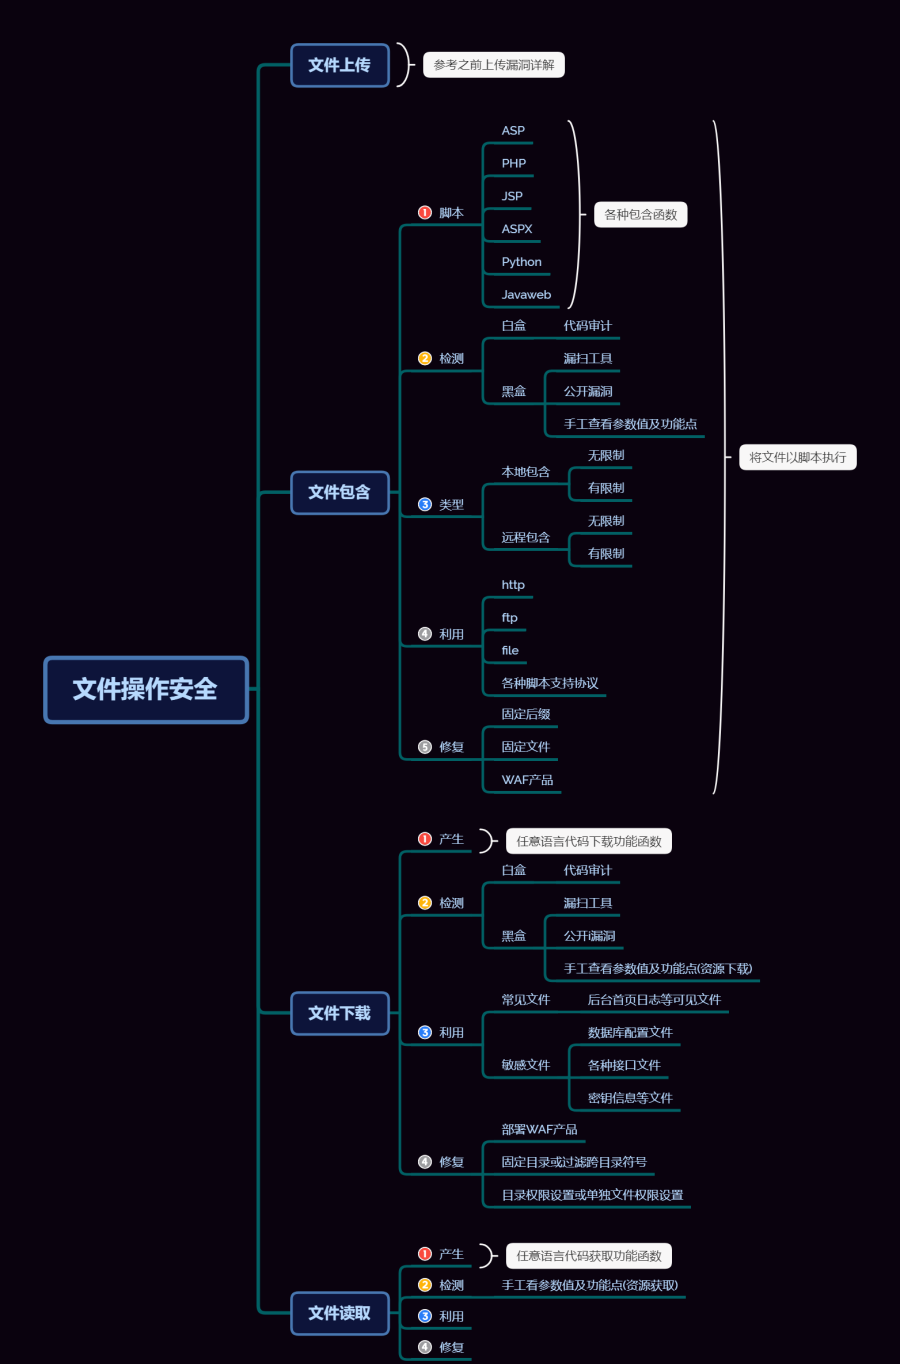 文件操作安全
文件上传
参考之前上传漏洞详解
文件包含
1 脚本
ASP
PHP
JSP
ASPX
Python
Javaweb
各种包含函数
2 检测
白盒
代码审计
黑盒
漏扫工具
公开漏洞
手工查看参数值及功能点
3 类型
本地包含
无限制
有限制
远程包含
无限制
有限制
4 利用
http
ftp
file
各种脚本支持协议
5 修复
固定后缀
固定文件
WAF产品
将文件以脚本执行
文件下载
1 产生
任意语言代码下载功能函数
2 检测
白盒
代码审计
黑盒
漏扫工具
公开i漏洞
手工查看参数值及功能点(资源下载)
3 利用
常见文件
后台首页日志等可见文件
敏感文件
数据库配置文件
各种接口文件
密钥信息等文件
4 修复
部署WAF产品
固定目录或过滤跨目录符号
目录权限设置或单独文件权限设置
文件读取
1 产生
任意语言代码获取功能函数
2 检测
手工看参数值及功能点(资源获取)
3 利用
4 修复